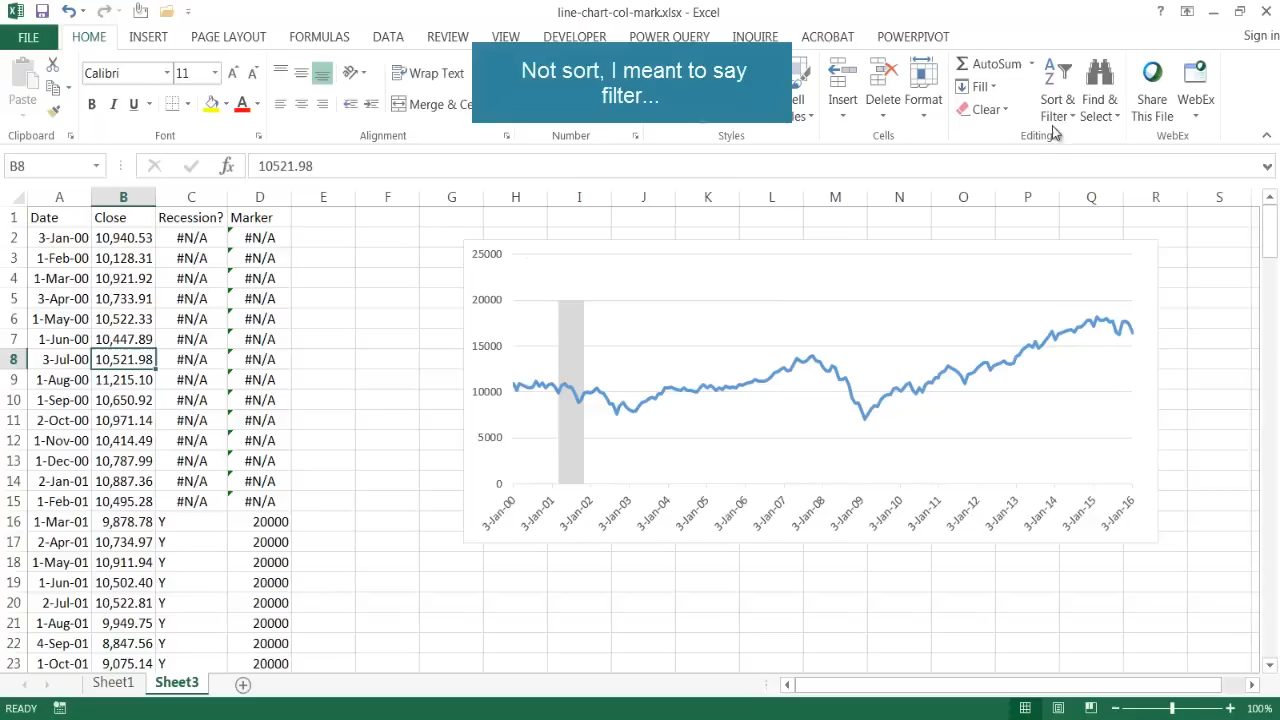 line-chart-col-mark.xlsx - Excel
Sign in
FILE HOME INSERT PAGE LAYOUT FORMULAS DATA REVIEW VIEW DEVELOPER POWER QUERY INQUIRE ACROBAT POWERPIVOT
Not sort, I meant to say
filter...
Paste
Calibri 11
B I U
Wrap Text
Merge & Ce
Insert Delete Format
AutoSum
Fill
Clear
Sort &
Filter
Find &
Select
Share
This File
WebEx
Clipboard Font Alignment Number Styles Cells Editing WebEx
B8 fx 10521.98
A B C D E F G H I J K L M N O P Q R S
1 Date Close Recession? Marker
2 3-Jan-00 10,940.53 #N/A #N/A
3 1-Feb-00 10,128.31 #N/A #N/A
4 1-Mar-00 10,921.92 #N/A #N/A
5 3-Apr-00 10,733.91 #N/A #N/A
6 1-May-00 10,522.33 #N/A #N/A
7 1-Jun-00 10,447.89 #N/A #N/A
8 3-Jul-00 10,521.98 #N/A #N/A
9 1-Aug-00 11,215.10 #N/A #N/A
10 1-Sep-00 10,650.92 #N/A #N/A
11 2-Oct-00 10,971.14 #N/A #N/A
12 1-Nov-00 10,414.49 #N/A #N/A
13 1-Dec-00 10,787.99 #N/A #N/A
14 2-Jan-01 10,887.36 #N/A #N/A
15 1-Feb-01 10,495.28 #N/A #N/A
16 1-Mar-01 9,878.78 Y 20000
17 2-Apr-01 10,734.97 Y 20000
18 1-May-01 10,911.94 Y 20000
19 1-Jun-01 10,502.40 Y 20000
20 2-Jul-01 10,522.81 Y 20000
21 1-Aug-01 9,949.75 Y 20000
22 4-Sep-01 8,847.56 Y 20000
23 1-Oct-01 9,075.14 Y 20000
25000
20000
15000
10000
5000
0
3-Jan-00 3-Jan-01 3-Jan-02 3-Jan-03 3-Jan-04 3-Jan-05 3-Jan-06 3-Jan-07 3-Jan-08 3-Jan-09 3-Jan-10 3-Jan-11 3-Jan-12 3-Jan-13 3-Jan-14 3-Jan-15 3-Jan-16
Sheet1 Sheet3
READY
100%